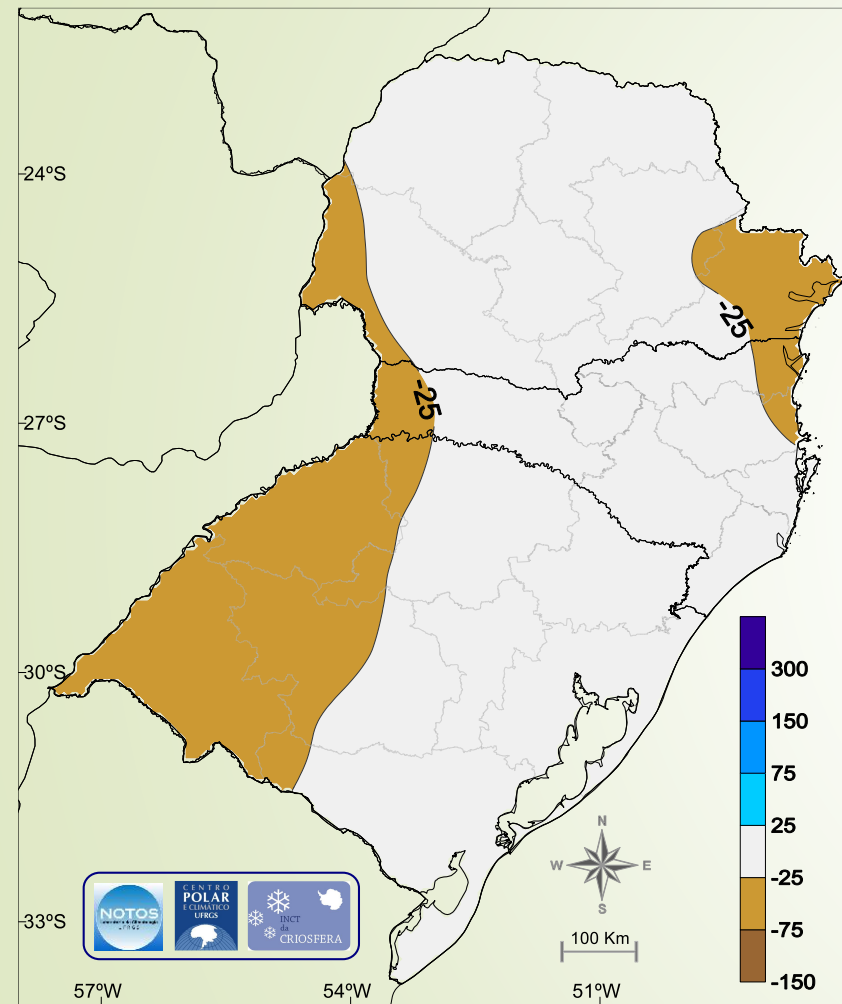 24ºS
-25
-25
27ºS
30ºS
300
150
75
25
-25
-75
-150
N
W
E
S
100 Km
NOTOS
UFRGS
CENTRO
POLAR
E CLIMÁTICO
UFRGS
INCT
da
CRIOSFERA
33ºS
57ºW
54ºW
51ºW